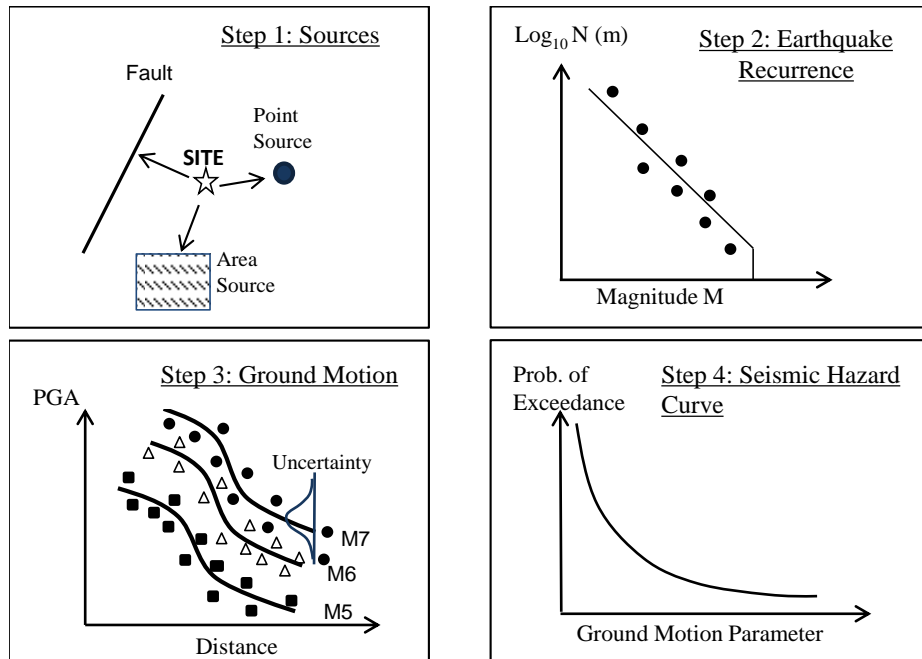 Step 1: Sources
Fault
Point
Source
SITE
Area
Source
Log10 N (m)
Step 2: Earthquake
Recurrence
Magnitude M
Step 3: Ground Motion
PGA
Uncertainty
M7
M6
M5
Distance
Prob. of
Exceedance
Step 4: Seismic Hazard
Curve
Ground Motion Parameter